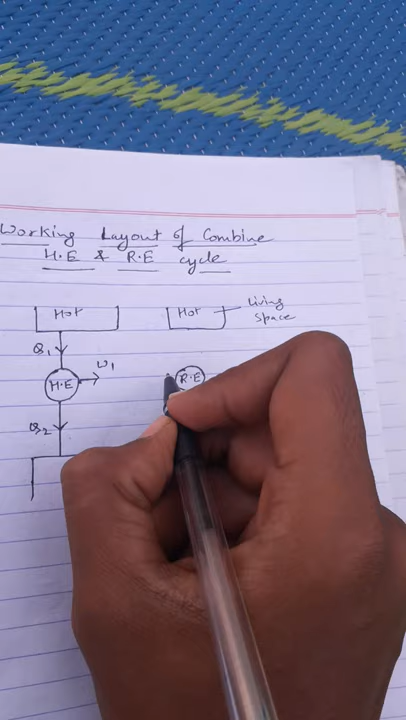 Working Layout of Combine
H.E & R.E cycle
Hot
Hot
Living
Space
Q1
W1
H.E
R.E
Q2